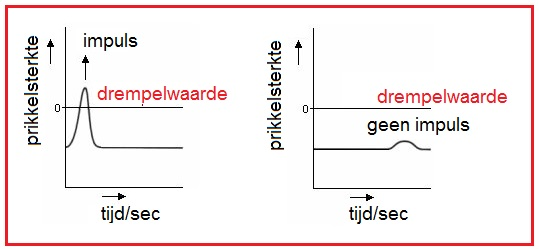 impuls
prikkelsterkte
drempelwaarde
0
tijd/sec
prikkelsterkte
drempelwaarde
0
geen impuls
tijd/sec